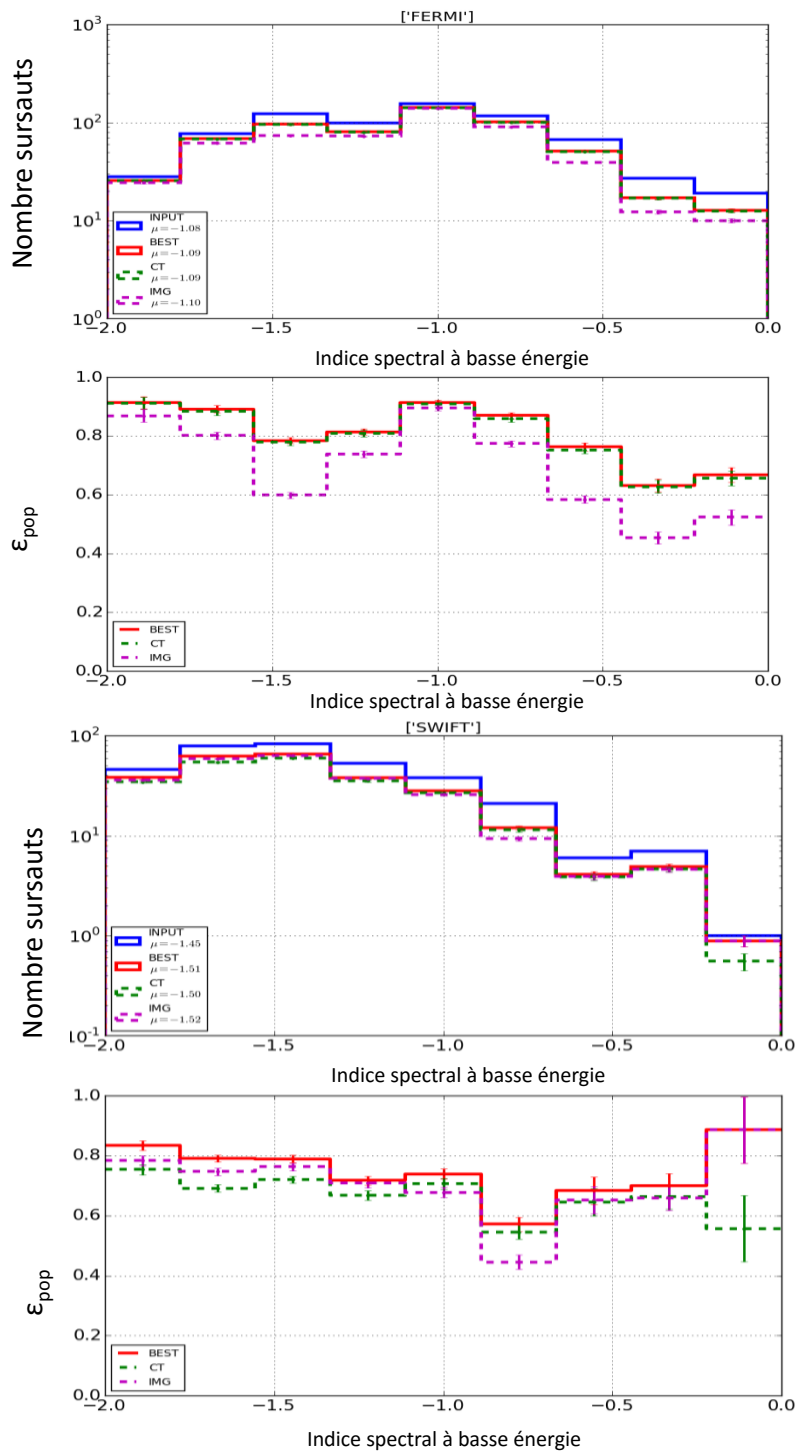 ['FERMI']
Nombre sursauts
10³
10²
10¹
10⁰
INPUT
μ=−1.08
BEST
μ=−1.09
CT
μ=−1.09
IMG
μ=−1.10
−2.0 −1.5 −1.0 −0.5 0.0
Indice spectral à basse énergie
ε_pop
1.0
0.8
0.6
0.4
0.2
0.0
BEST
CT
IMG
−2.0 −1.5 −1.0 −0.5 0.0
Indice spectral à basse énergie
['SWIFT']
Nombre sursauts
10²
10¹
10⁰
10⁻¹
INPUT
μ=−1.45
BEST
μ=−1.51
CT
μ=−1.50
IMG
μ=−1.52
−2.0 −1.5 −1.0 −0.5 0.0
Indice spectral à basse énergie
ε_pop
1.0
0.8
0.6
0.4
0.2
0.0
BEST
CT
IMG
−2.0 −1.5 −1.0 −0.5 0.0
Indice spectral à basse énergie